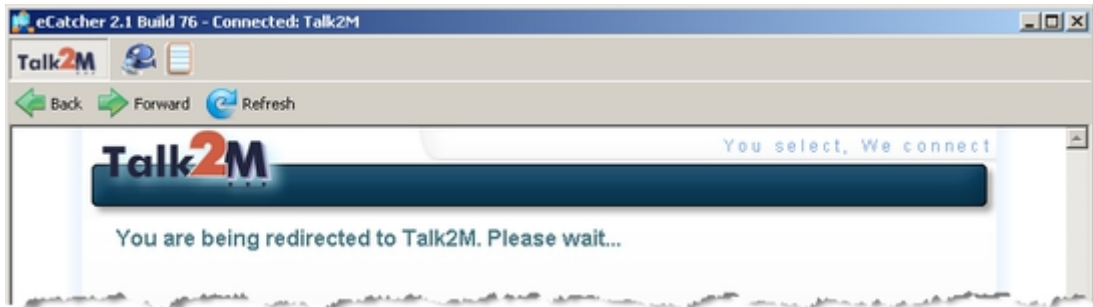 eCatcher 2.1 Build 76 - Connected: Talk2M
Talk2M
Back Forward Refresh
You select, We connect
Talk2M
...
You are being redirected to Talk2M. Please wait...